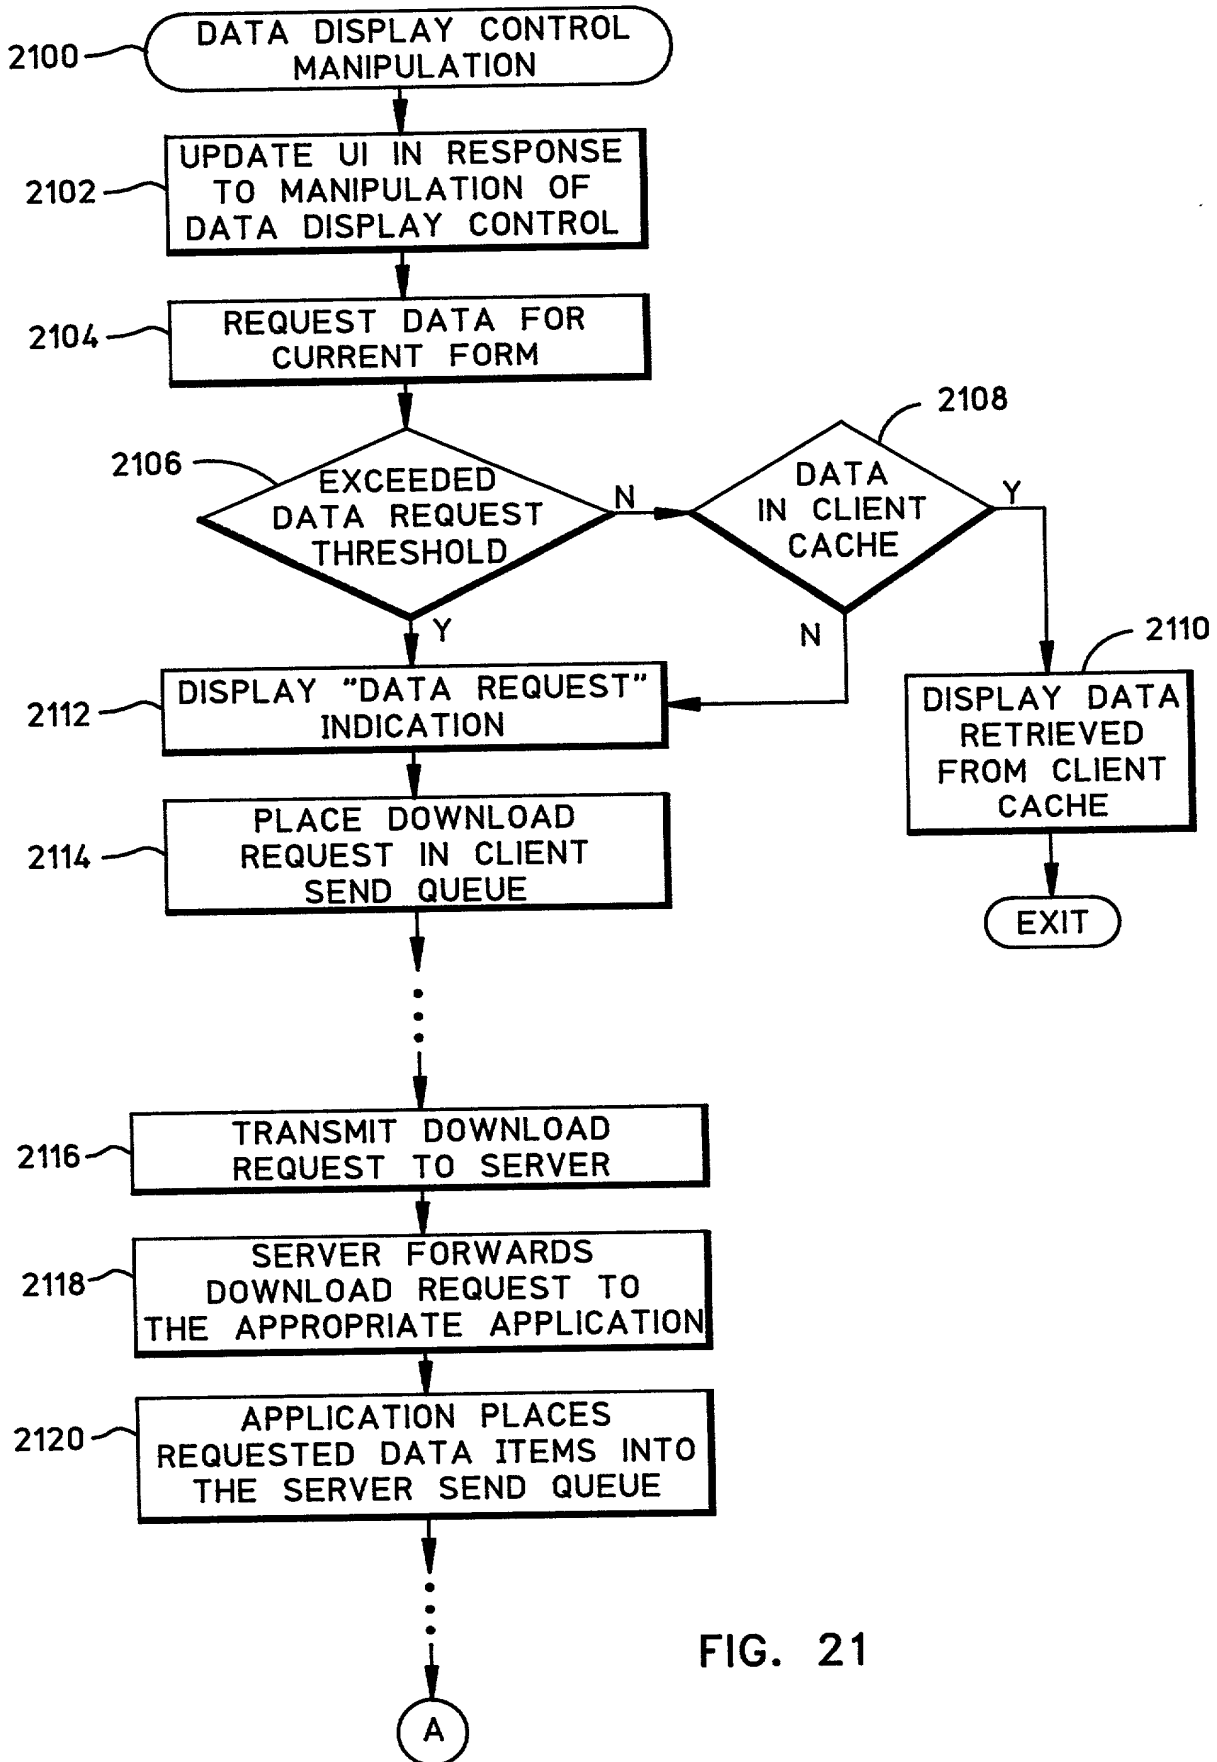 2100
DATA DISPLAY CONTROL
MANIPULATION
2102
UPDATE UI IN RESPONSE
TO MANIPULATION OF
DATA DISPLAY CONTROL
2104
REQUEST DATA FOR
CURRENT FORM
2106
EXCEEDED
DATA REQUEST
THRESHOLD
N
Y
2108
DATA
IN CLIENT
CACHE
Y
N
2110
DISPLAY DATA
RETRIEVED
FROM CLIENT
CACHE
EXIT
2112
DISPLAY "DATA REQUEST"
INDICATION
2114
PLACE DOWNLOAD
REQUEST IN CLIENT
SEND QUEUE
2116
TRANSMIT DOWNLOAD
REQUEST TO SERVER
2118
SERVER FORWARDS
DOWNLOAD REQUEST TO
THE APPROPRIATE APPLICATION
2120
APPLICATION PLACES
REQUESTED DATA ITEMS INTO
THE SERVER SEND QUEUE
A
FIG. 21